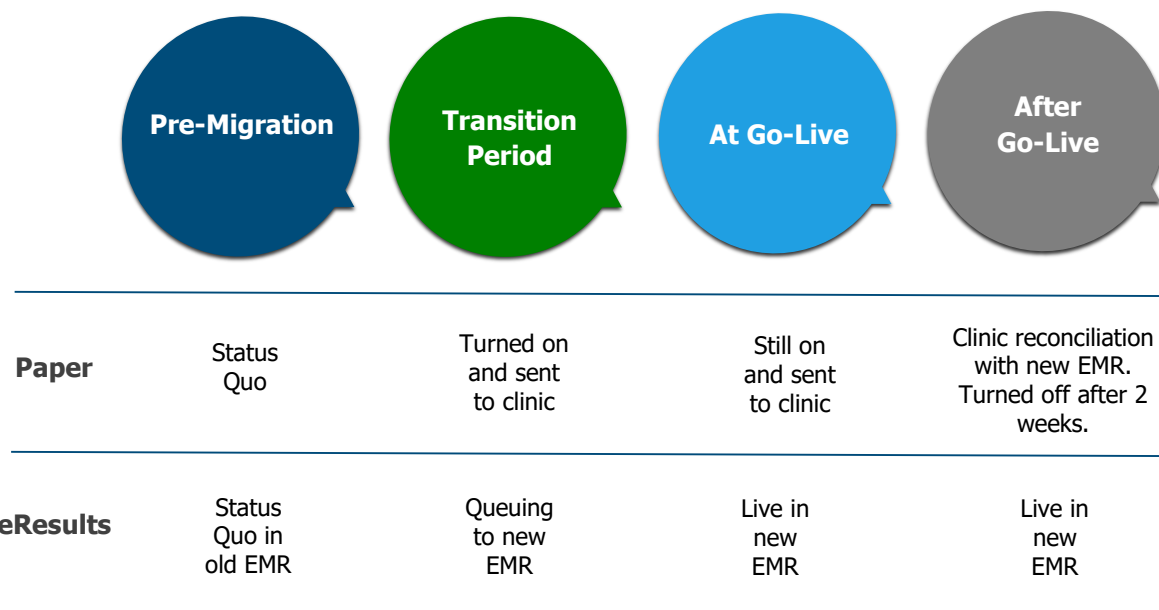 Pre-Migration
Transition
Period
At Go-Live
After
Go-Live
Paper
Status
Quo
Turned on
and sent
to clinic
Still on
and sent
to clinic
Clinic reconciliation
with new EMR.
Turned off after 2
weeks.
eResults
Status
Quo in
old EMR
Queuing
to new
EMR
Live in
new
EMR
Live in
new
EMR